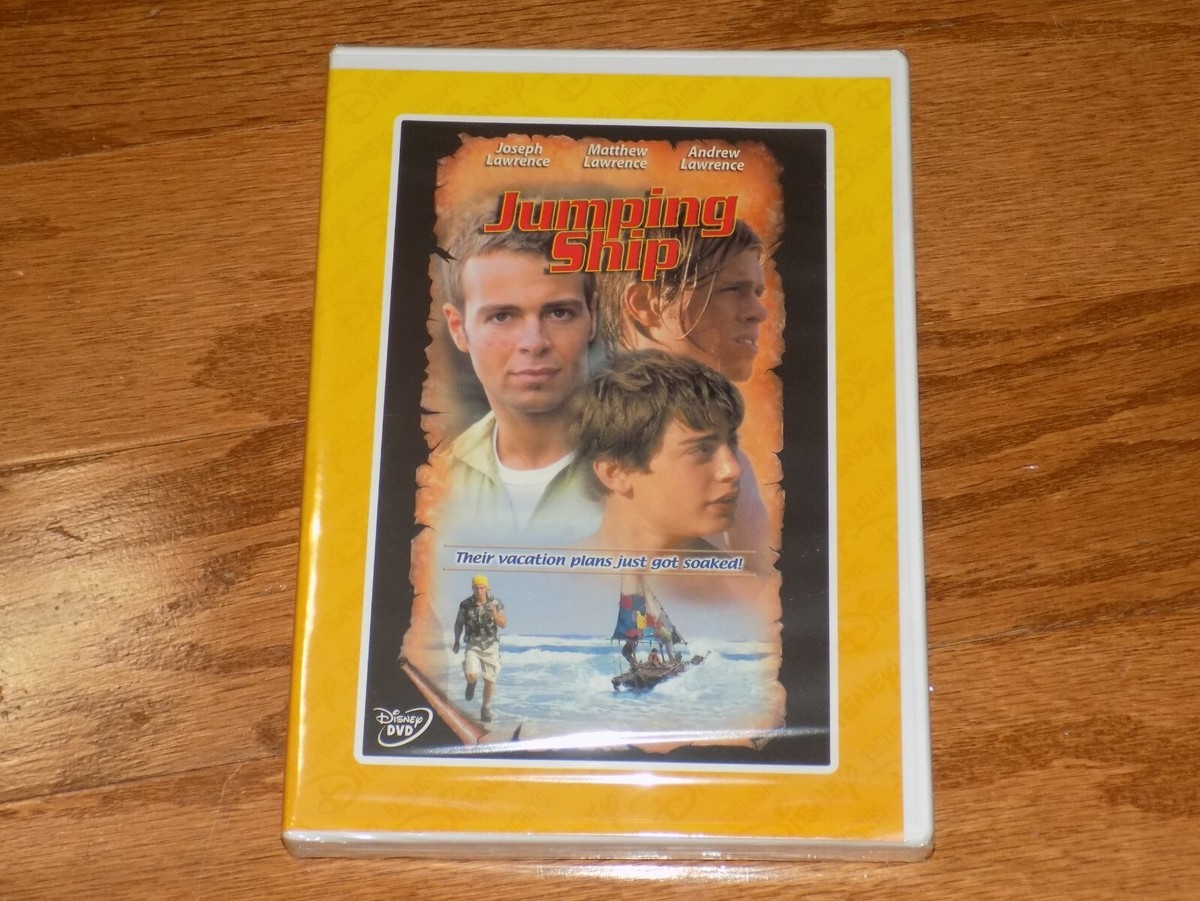 Joseph Matthew Andrew
Lawrence Lawrence Lawrence
Jumping
Ship
Their vacation plans just got soaked!
Disney
DVD